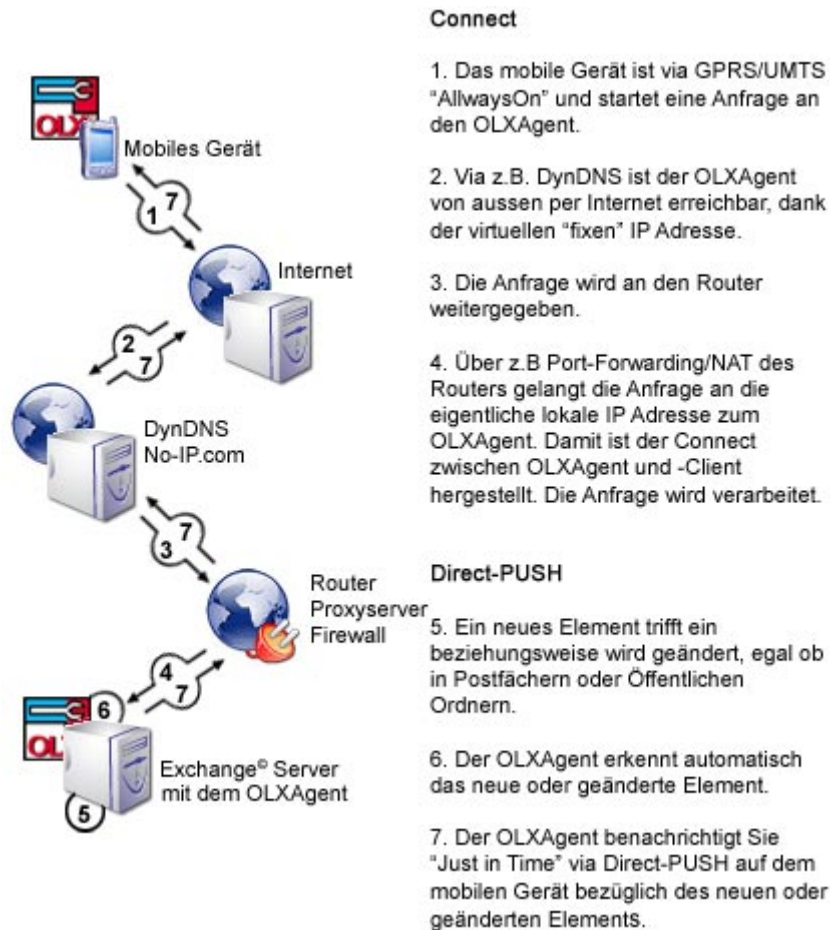 OLX
Mobiles Gerät
1
7
Internet
2
7
DynDNS
No-IP.com
7
3
Router
Proxyserver
Firewall
4
7
6
OLX
Exchange© Server
mit dem OLXAgent
5
Connect
1. Das mobile Gerät ist via GPRS/UMTS
"AllwaysOn" und startet eine Anfrage an
den OLXAgent.
2. Via z.B. DynDNS ist der OLXAgent
von aussen per Internet erreichbar, dank
der virtuellen "fixen" IP Adresse.
3. Die Anfrage wird an den Router
weitergegeben.
4. Über z.B Port-Forwarding/NAT des
Routers gelangt die Anfrage an die
eigentliche lokale IP Adresse zum
OLXAgent. Damit ist der Connect
zwischen OLXAgent und -Client
hergestellt. Die Anfrage wird verarbeitet.
Direct-PUSH
5. Ein neues Element trifft ein
beziehungsweise wird geändert, egal ob
in Postfächern oder Öffentlichen
Ordnern.
6. Der OLXAgent erkennt automatisch
das neue oder geänderte Element.
7. Der OLXAgent benachrichtigt Sie
"Just in Time" via Direct-PUSH auf dem
mobilen Gerät bezüglich des neuen oder
geänderten Elements.